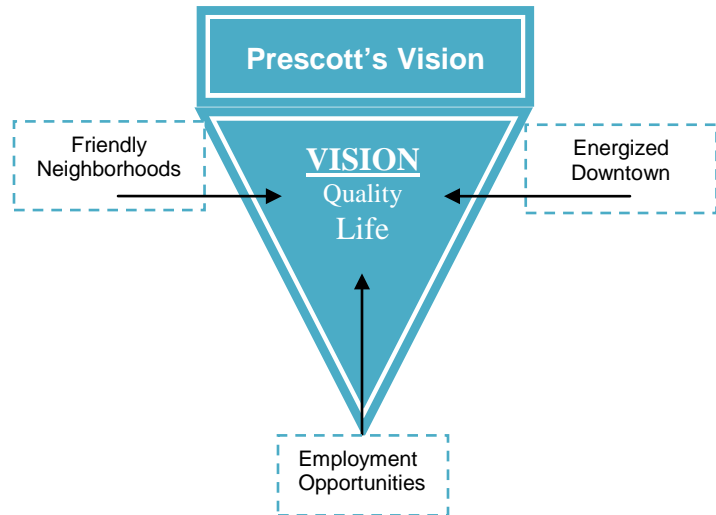 Prescott's Vision
Friendly
Neighborhoods
VISION
Quality
Life
Energized
Downtown
Employment
Opportunities